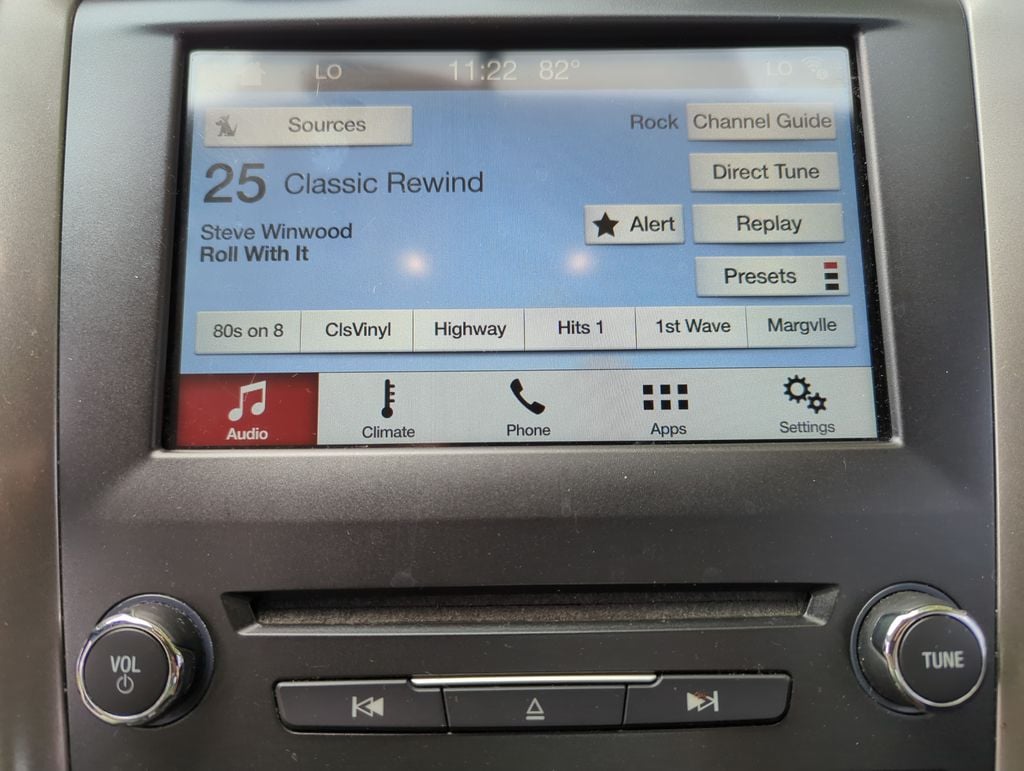 LO 11:22 82° LO
Sources
Rock Channel Guide
25 Classic Rewind
Direct Tune
Steve Winwood
Alert Replay
Roll With It
Presets
80s on 8 ClsVinyl Highway Hits 1 1st Wave Margvlle
Audio Climate Phone Apps Settings
VOL TUNE